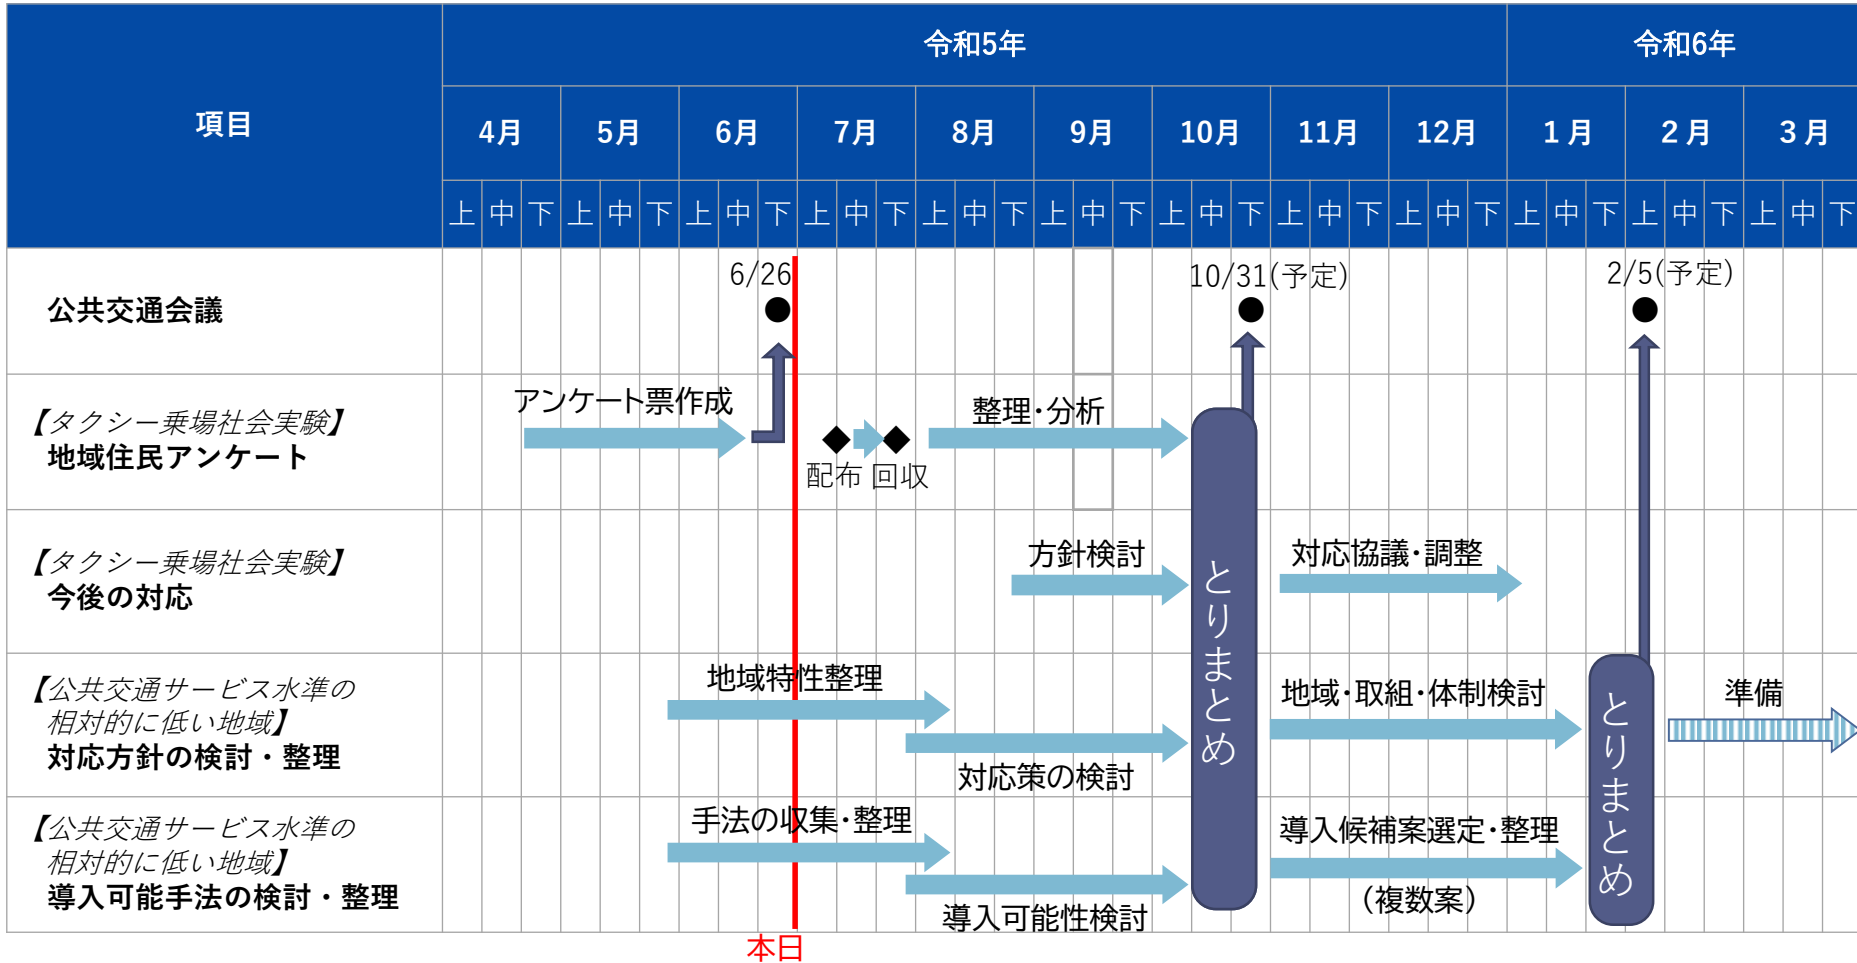 項目
令和5年
令和6年
4月 5月 6月 7月 8月 9月 10月 11月 12月 1月 2月 3月
上 中 下 上 中 下 上 中 下 上 中 下 上 中 下 上 中 下 上 中 下 上 中 下 上 中 下 上 中 下 上 中 下 上 中 下
公共交通会議
6/26
10/31(予定)
2/5(予定)
【タクシー乗場社会実験】
地域住民アンケート
アンケート票作成
配布 回収
整理・分析
【タクシー乗場社会実験】
今後の対応
方針検討
対応協議・調整
とりまとめ
【公共交通サービス水準の
相対的に低い地域】
対応方針の検討・整理
地域特性整理
対応策の検討
地域・取組・体制検討
準備
とりまとめ
【公共交通サービス水準の
相対的に低い地域】
導入可能手法の検討・整理
手法の収集・整理
導入可能性検討
導入候補案選定・整理
(複数案)
本日